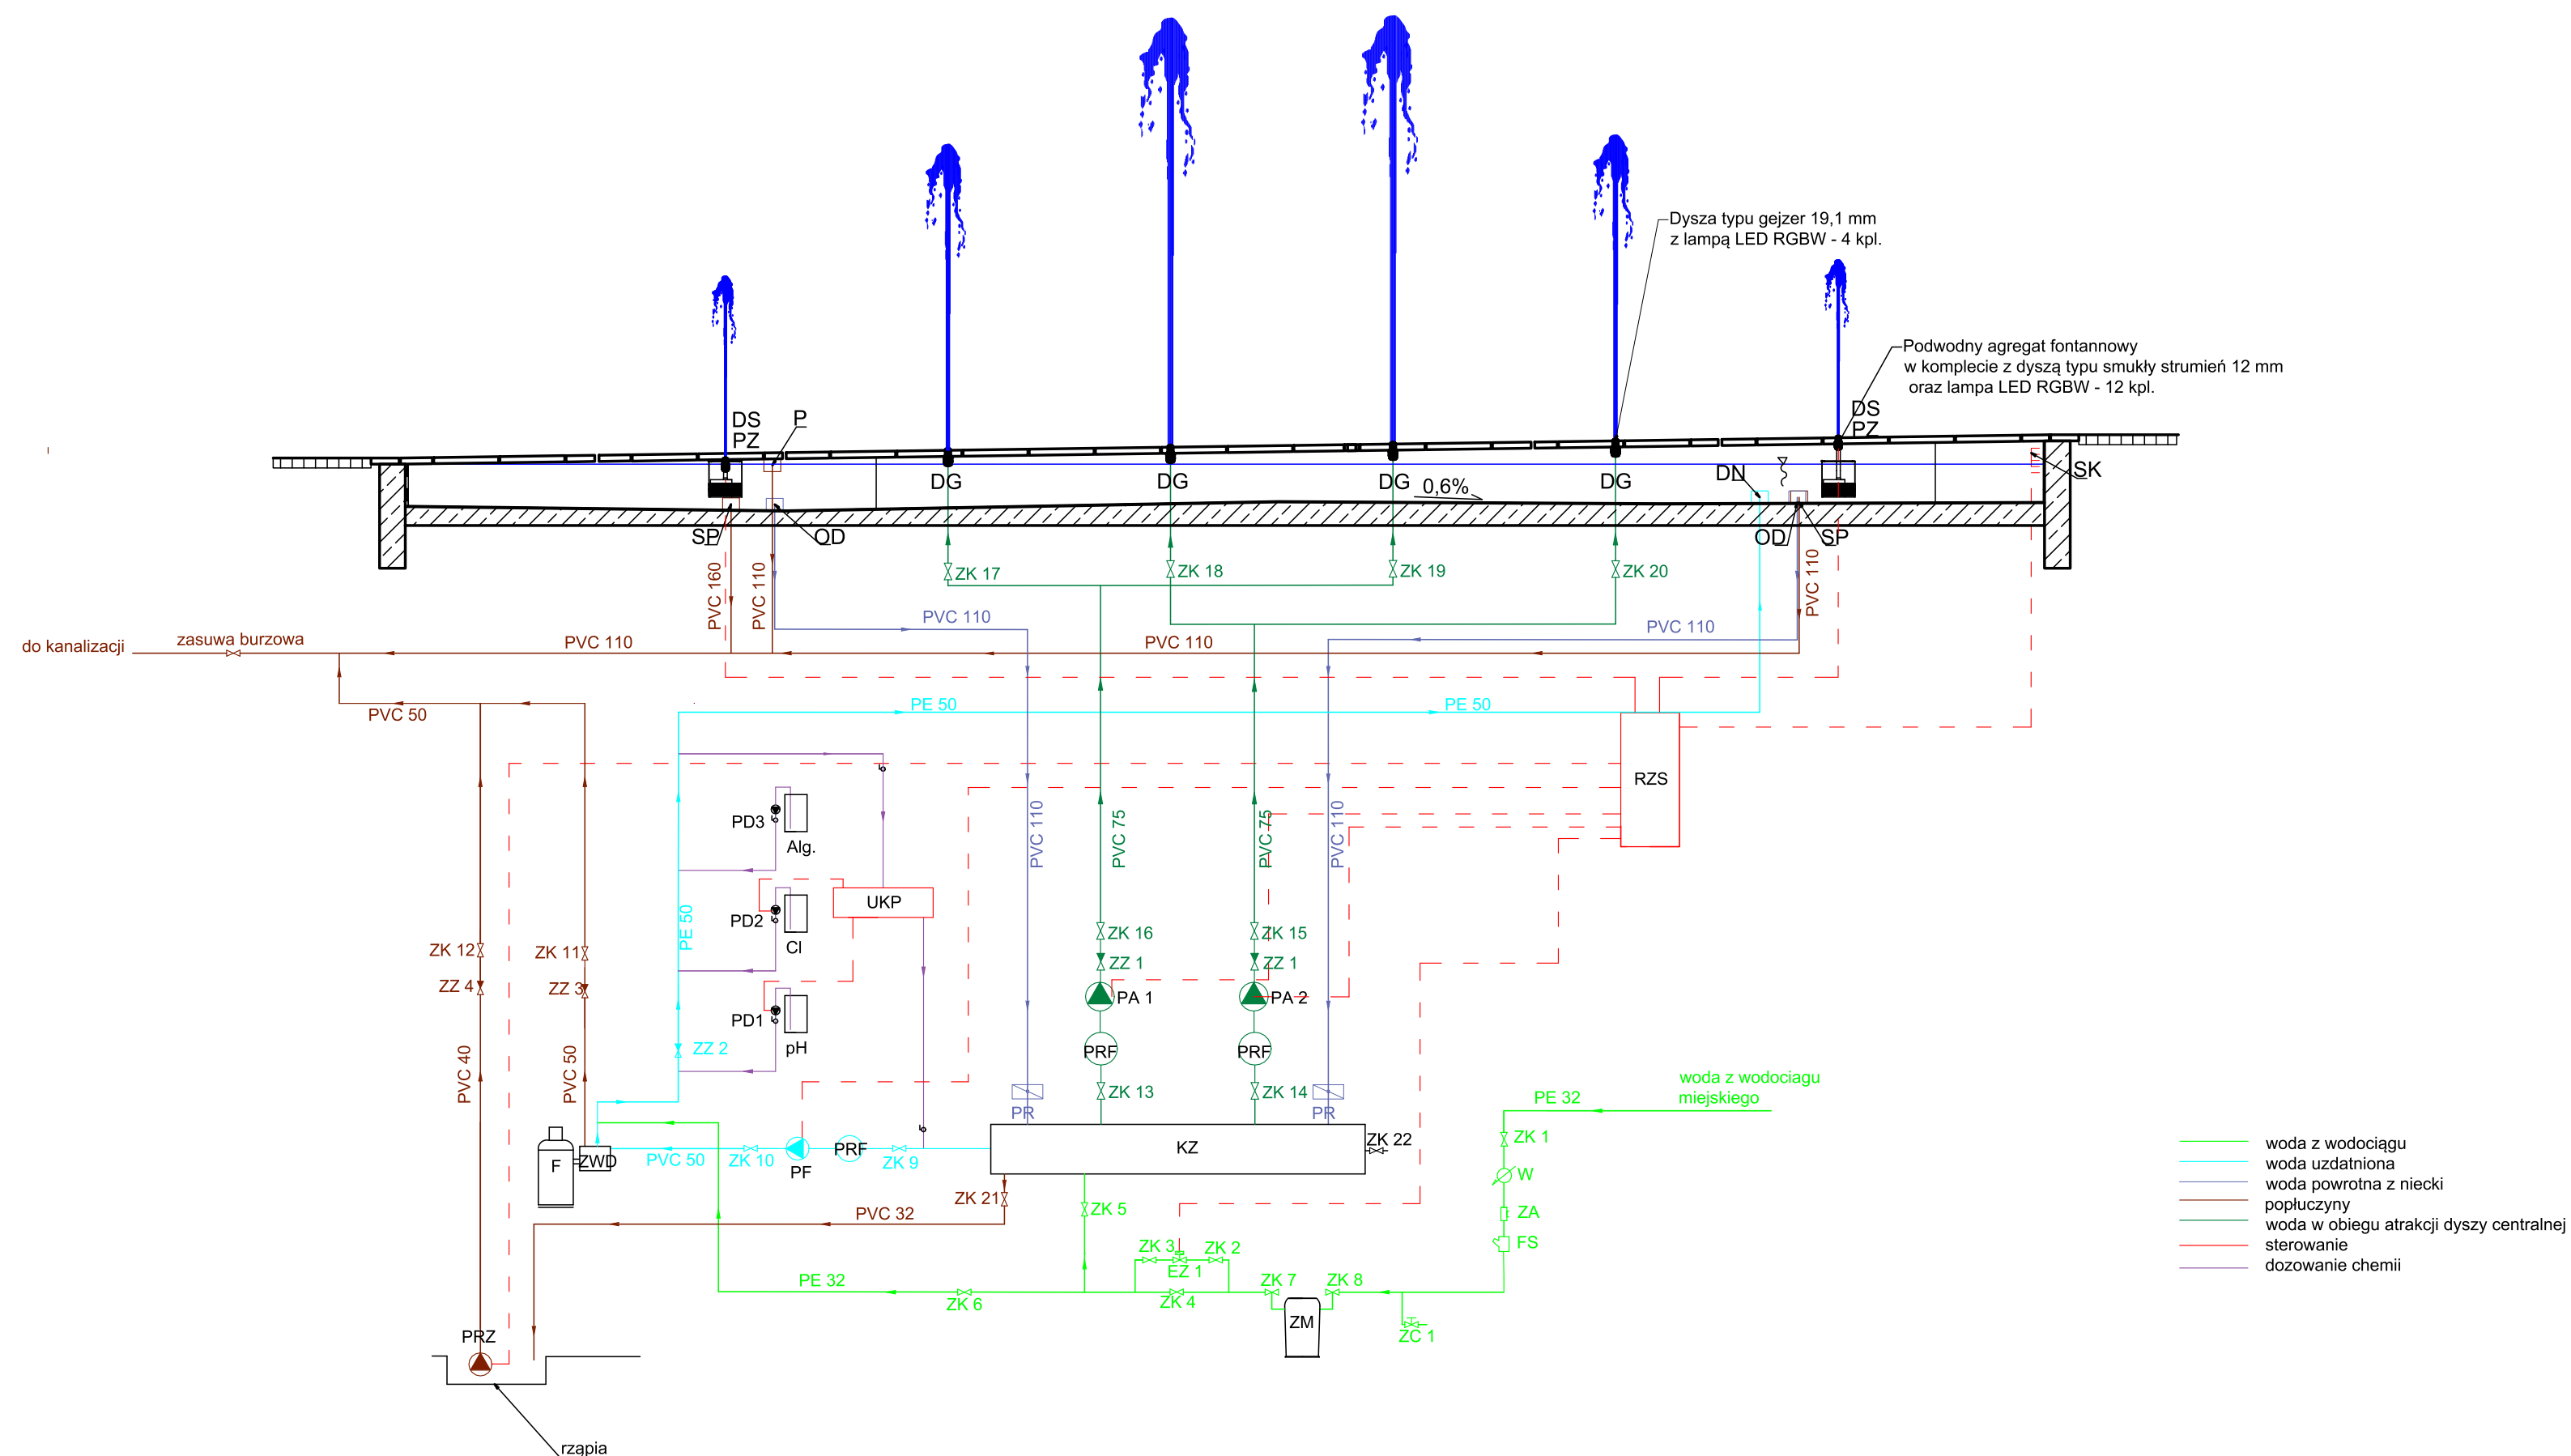 Dysza typu gejzer 19,1 mm
z lampą LED RGBW - 4 kpl.
Podwodny agregat fontannowy
w komplecie z dyszą typu smukły strumień 12 mm
oraz lampa LED RGBW - 12 kpl.
DS
PZ
P
DS
PZ
DG
DG
DG
DG
0,6%
DN
SK
SP
OD
OD
SP
ZK 17
ZK 18
ZK 19
ZK 20
PVC 160
PVC 110
PVC 110
PVC 110
PVC 110
do kanalizacji
zasuwa burzowa
PVC 110
PVC 110
PVC 50
PE 50
PE 50
RZS
PD3
Alg.
PVC 110
PVC 75
PVC 75
PVC 110
UKP
PD2
Cl
PE 50
ZK 12
ZK 11
ZK 16
ZK 15
ZZ 4
ZZ 3
ZZ 1
ZZ 1
PA 1
PA 2
PD1
pH
ZZ 2
PRF
PRF
PVC 40
PVC 50
ZK 13
ZK 14
PR
PR
woda z wodociagu
miejskiego
PE 32
ZK 1
F
ZWD
PVC 50
ZK 10
PF
PRF
ZK 9
KZ
ZK 22
W
ZK 21
PVC 32
ZK 5
ZA
FS
ZK 3
ZK 2
EZ 1
PE 32
ZK 6
ZK 4
ZK 7
ZK 8
ZM
ZC 1
PRZ
rząpia
woda z wodociągu
woda uzdatniona
woda powrotna z niecki
popłuczyny
woda w obiegu atrakcji dyszy centralnej
sterowanie
dozowanie chemii